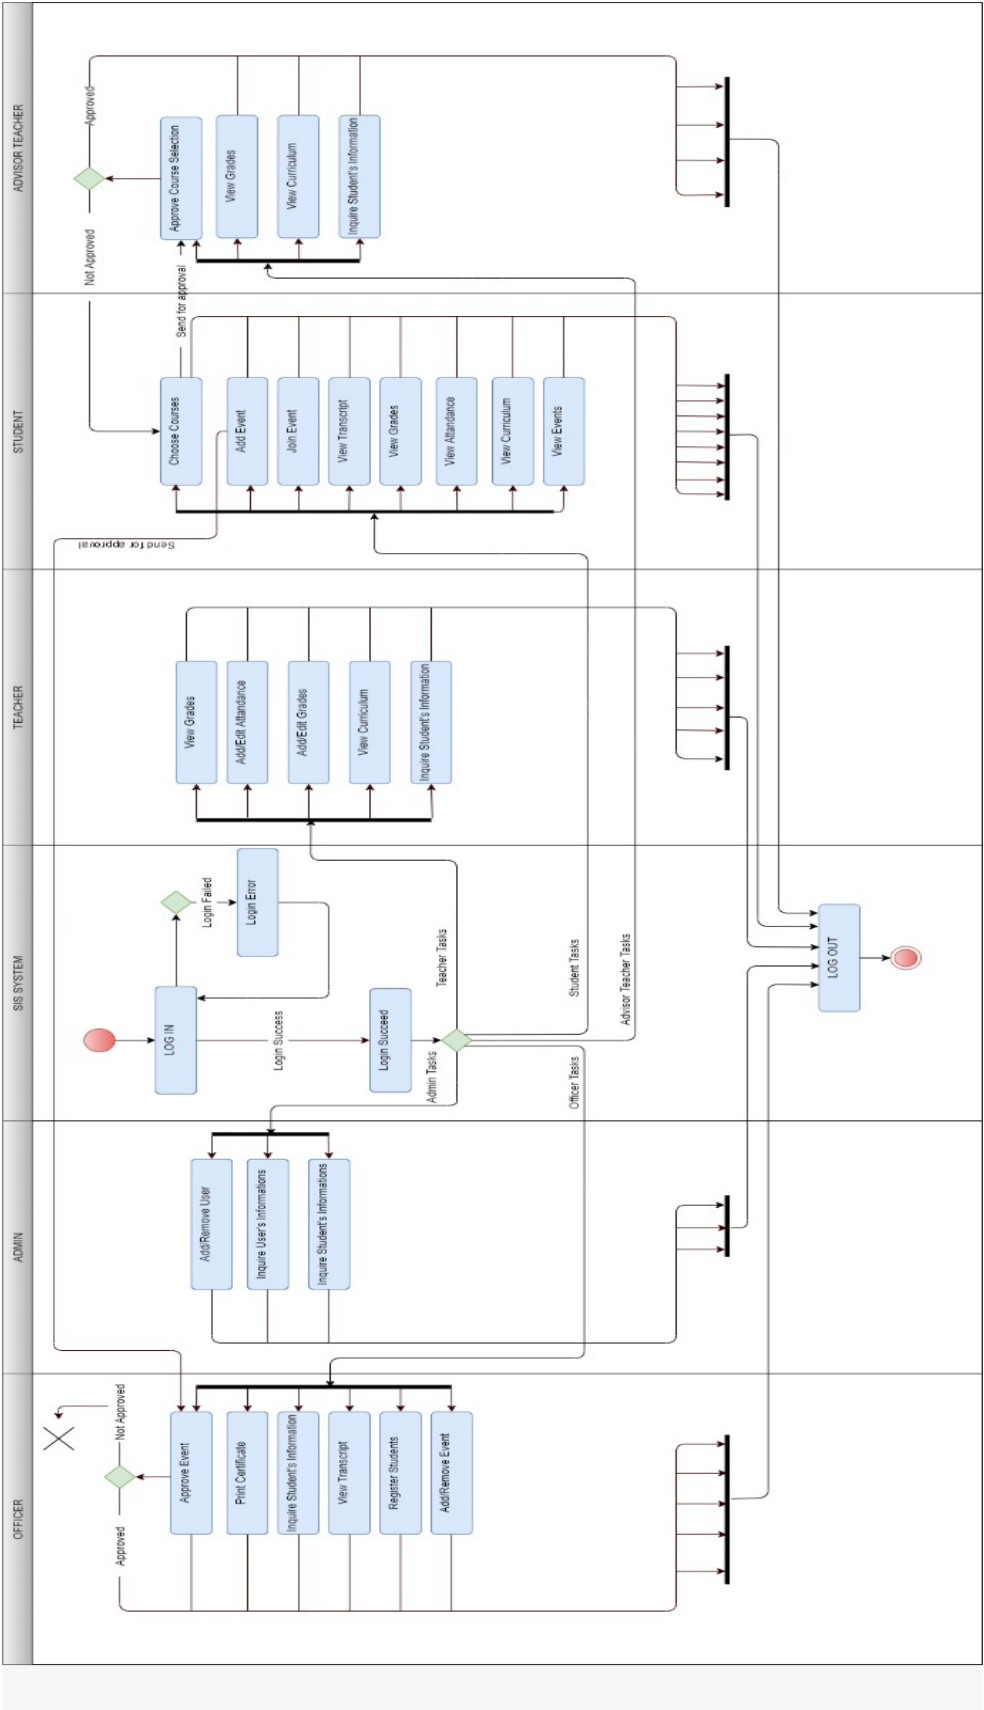 ADVISOR TEACHER
Approved
Not Approved
Approve Course Selection
View Grades
View Curriculum
Inquire Student's Information
Send for approval
STUDENT
Choose Courses
Add Event
Join Event
View Transcript
View Grades
View Attandance
View Curriculum
View Events
Send for approval
TEACHER
View Grades
Add/Edit Attandance
Add/Edit Grades
View Curriculum
Inquire Student's Information
SIS SYSTEM
LOG IN
Login Failed
Login Error
Login Success
Login Succeed
Teacher Tasks
Admin Tasks
Student Tasks
Officer Tasks
Advisor Teacher Tasks
LOG OUT
ADMIN
Add/Remove User
Inquire User's Informations
Inquire Student's Informations
OFFICER
Not Approved
Approved
Approve Event
Print Certificate
Inquire Student's Information
View Transcript
Register Students
Add/Remove Event